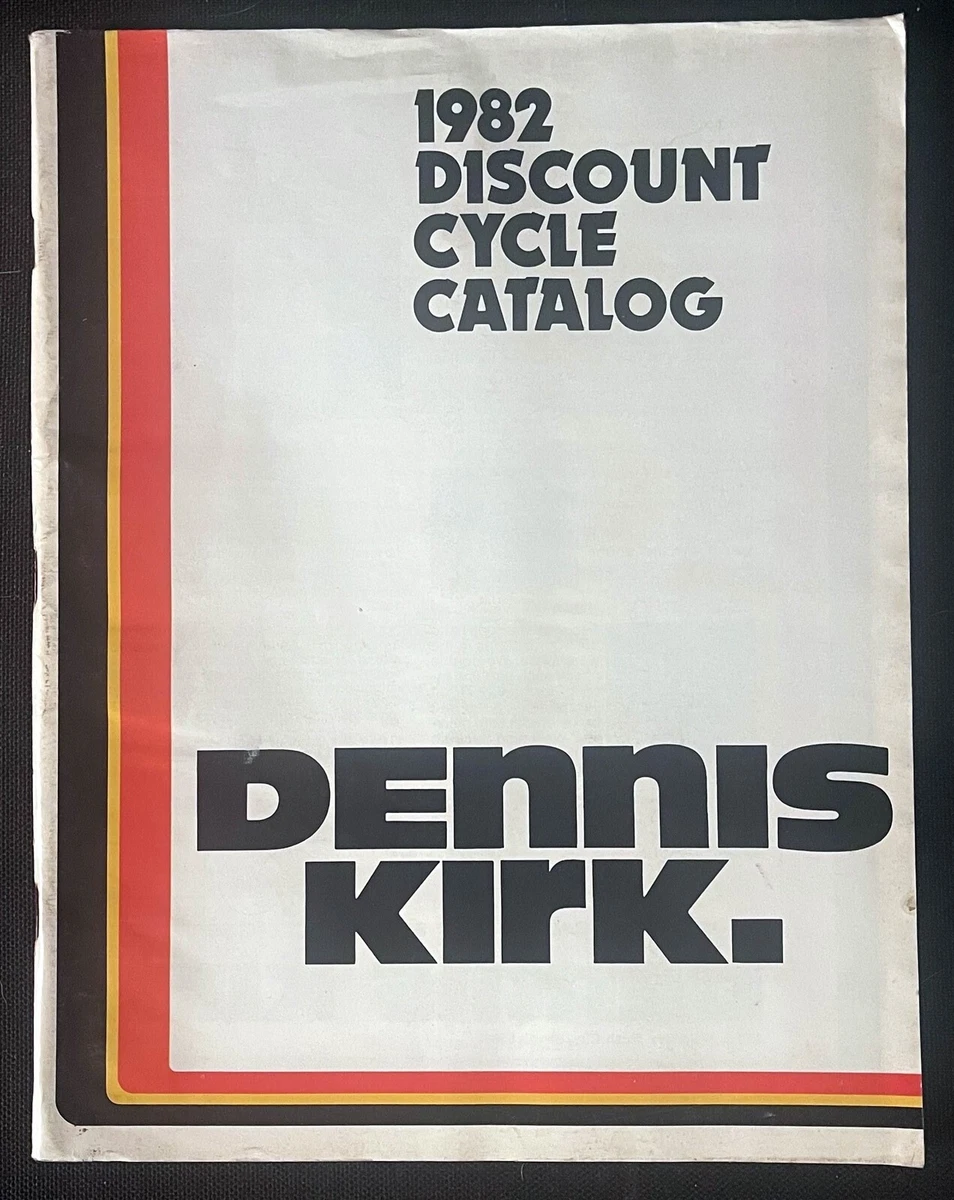 1982
DISCOUNT
CYCLE
CATALOG
DENNIS
KIRK.